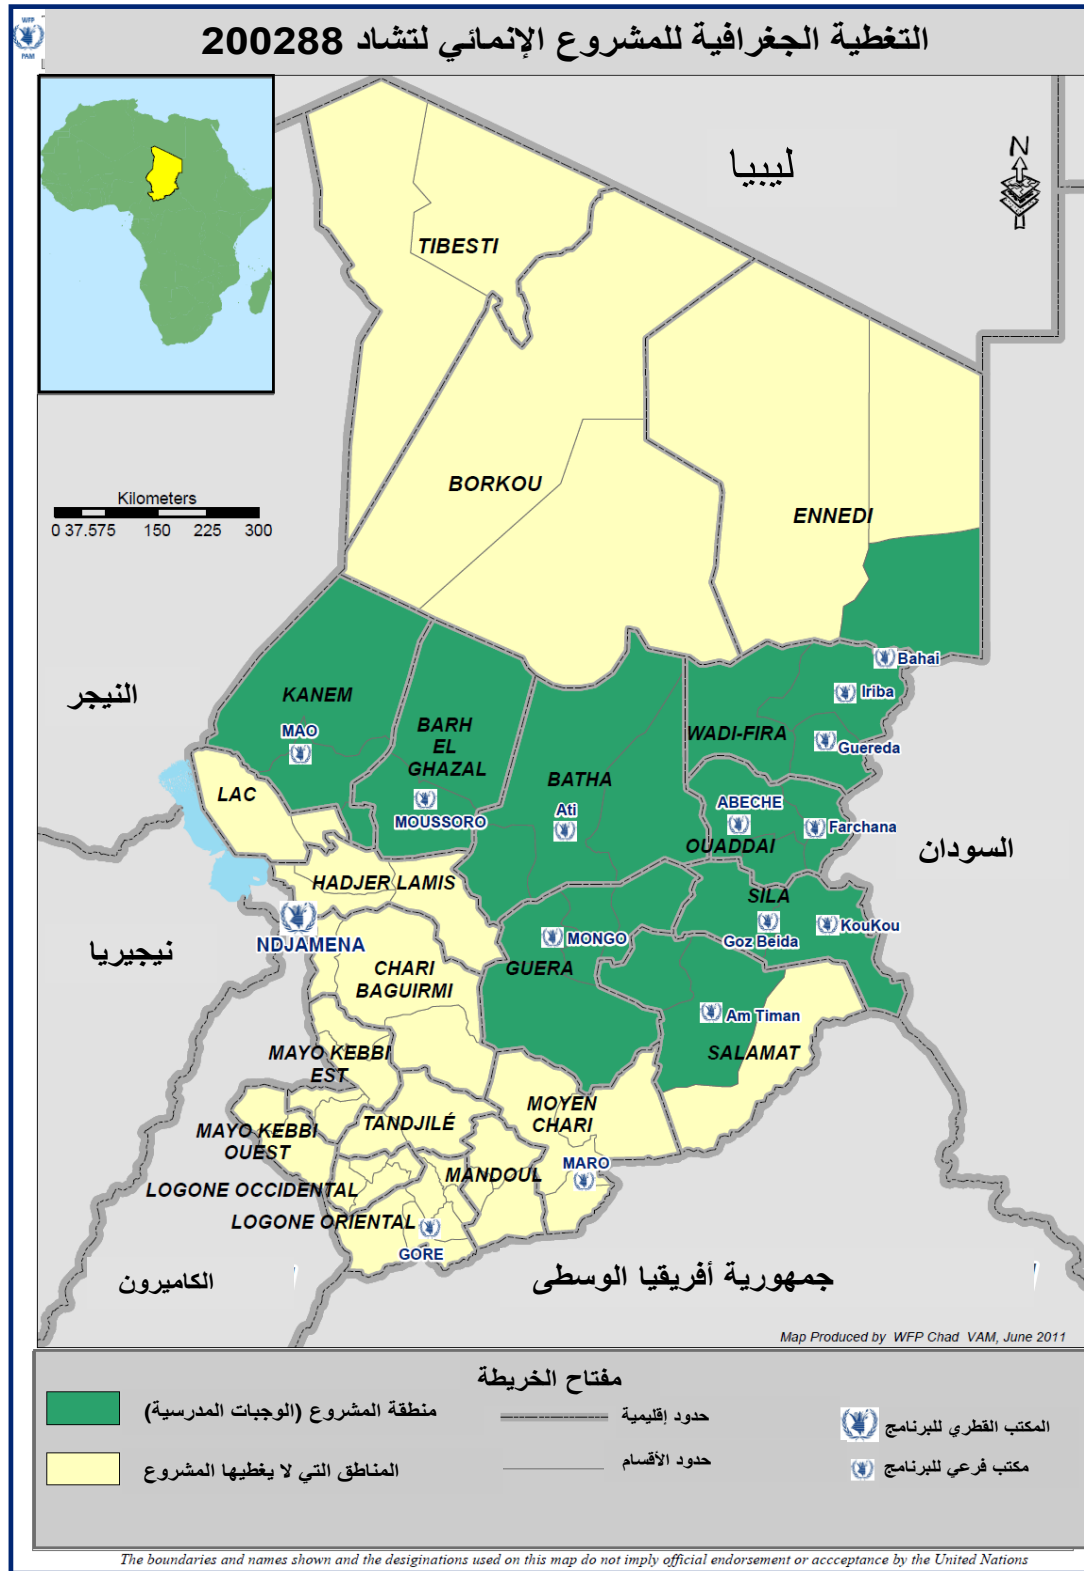 WFP
PAM
التغطية الجغرافية للمشروع الإنمائي لتشاد 200288
ليبيا
N
TIBESTI
BORKOU
ENNEDI
Kilometers
0 37.575 150 225 300
Bahai
النيجر
KANEM
Iriba
MAO
BARH
EL
GHAZAL
WADI-FIRA
Guereda
BATHA
LAC
MOUSSORO
Ati
ABECHE
Farchana
OUADDAI
السودان
HADJER LAMIS
SILA
NDJAMENA
MONGO
Goz Beida
KouKou
نيجيريا
CHARI
BAGUIRMI
GUERA
Am Timan
MAYO KEBBI
EST
SALAMAT
MOYEN
CHARI
TANDJILÉ
MAYO KEBBI
OUEST
MARO
MANDOUL
LOGONE OCCIDENTAL
LOGONE ORIENTAL
GORE
الكاميرون
جمهورية أفريقيا الوسطى
Map Produced by WFP Chad VAM, June 2011
مفتاح الخريطة
منطقة المشروع (الوجبات المدرسية)
حدود إقليمية
المكتب القطري للبرنامج
المناطق التي لا يغطيها المشروع
حدود الأقسام
مكتب فرعي للبرنامج
The boundaries and names shown and the desiginations used on this map do not imply official endorsement or accceptance by the United Nations